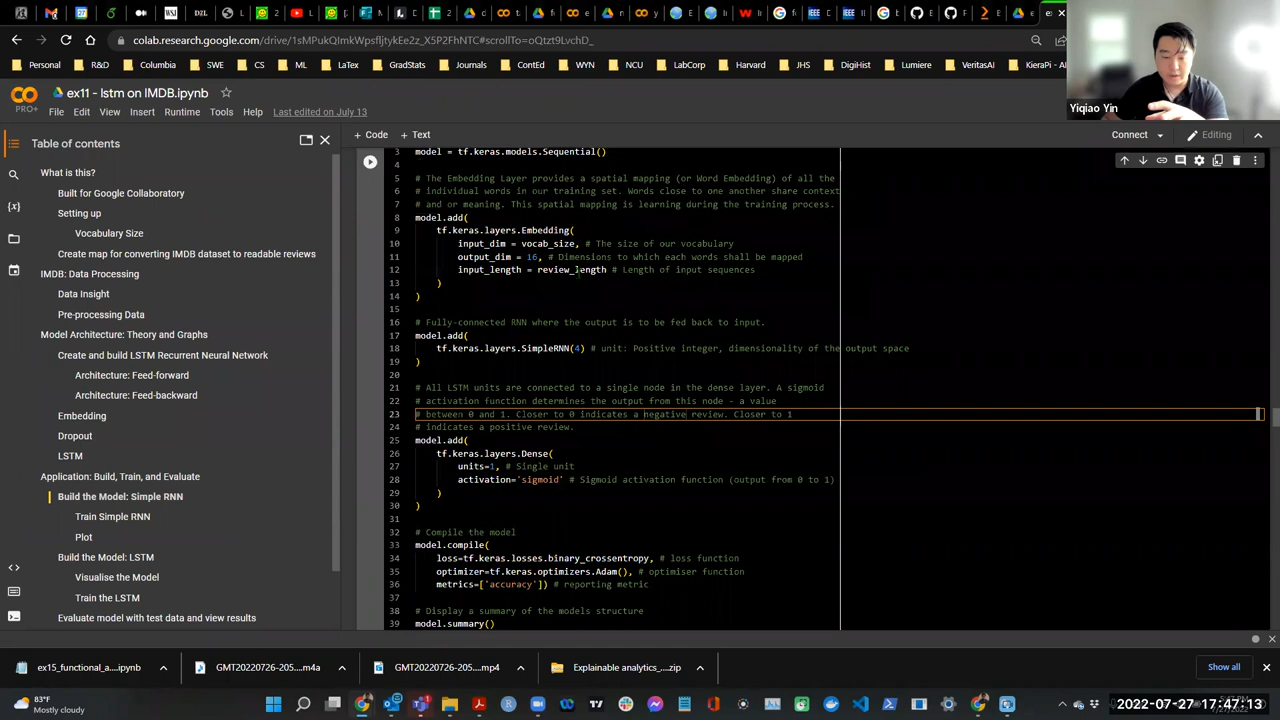 colab.research.google.com/drive/1sMPukQImkWpsfljtykEe2z_X5P2FhNTC#scrollTo=oQtzt9LvchD_
Personal R&D Columbia SWE CS ML LaTex GradStats Journals ContEd WYN NCU LabCorp Harvard JHS DigiHist Lumiere VeritasAI KieraPi - AI
Yiqiao Yin
PRO+
ex11 - lstm on IMDB.ipynb
File Edit View Insert Runtime Tools Help Last edited on July 13
Table of contents
+ Code + Text
Connect
Editing
What is this?
Built for Google Collaboratory
Setting up
Vocabulary Size
Create map for converting IMDB dataset to readable reviews
IMDB: Data Processing
Data Insight
Pre-processing Data
Model Architecture: Theory and Graphs
Create and build LSTM Recurrent Neural Network
Architecture: Feed-forward
Architecture: Feed-backward
Embedding
Dropout
LSTM
Application: Build, Train, and Evaluate
Build the Model: Simple RNN
Train Simple RNN
Plot
Build the Model: LSTM
Visualise the Model
Train the LSTM
Evaluate model with test data and view results
3 model = tf.keras.models.Sequential()
4
5 # The Embedding Layer provides a spatial mapping (or Word Embedding) of all the
6 # individual words in our training set. Words close to one another share context
7 # and or meaning. This spatial mapping is learning during the training process.
8 model.add(
9 tf.keras.layers.Embedding(
10 input_dim = vocab_size, # The size of our vocabulary
11 output_dim = 16, # Dimensions to which each words shall be mapped
12 input_length = review_length # Length of input sequences
13 )
14 )
15
16 # Fully-connected RNN where the output is to be fed back to input.
17 model.add(
18 tf.keras.layers.SimpleRNN(4) # unit: Positive integer, dimensionality of the output space
19 )
20
21 # All LSTM units are connected to a single node in the dense layer. A sigmoid
22 # activation function determines the output from this node - a value
23 # between 0 and 1. Closer to 0 indicates a negative review. Closer to 1
24 # indicates a positive review.
25 model.add(
26 tf.keras.layers.Dense(
27 units=1, # Single unit
28 activation='sigmoid' # Sigmoid activation function (output from 0 to 1)
29 )
30 )
31
32 # Compile the model
33 model.compile(
34 loss=tf.keras.losses.binary_crossentropy, # loss function
35 optimizer=tf.keras.optimizers.Adam(), # optimiser function
36 metrics=['accuracy']) # reporting metric
37
38 # Display a summary of the models structure
39 model.summary()
ex15_functional_a....ipynb
GMT20220726-205....m4a
GMT20220726-205....mp4
Explainable analytics_....zip
Show all
83°F
Mostly cloudy
2022-07-27 17:47:13